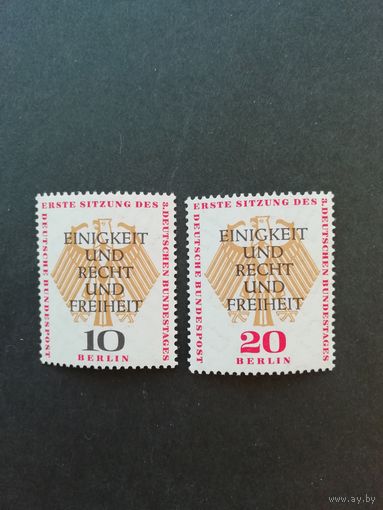 ERSTE SITZUNG DES
3. DEUTSCHEN BUNDESTAGES
DEUTSCHE BUNDESPOST
EINIGKEIT
UND
RECHT
UND
FREIHEIT
10
BERLIN
ERSTE SITZUNG DES
3. DEUTSCHEN BUNDESTAGES
DEUTSCHE BUNDESPOST
EINIGKEIT
UND
RECHT
UND
FREIHEIT
20
BERLIN
www.ay.by